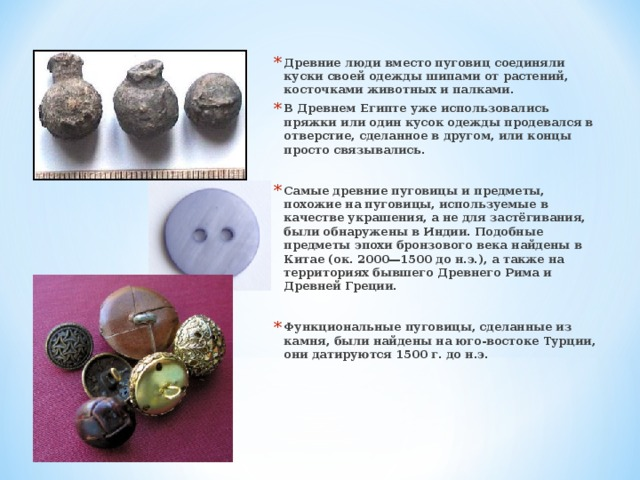 * Древние люди вместо пуговиц соединяли
куски своей одежды шипами от растений,
косточками животных и палками.
* В Древнем Египте уже использовались
пряжки или один кусок одежды продевался в
отверстие, сделанное в другом, или концы
просто связывались.
* Самые древние пуговицы и предметы,
похожие на пуговицы, используемые в
качестве украшения, а не для застёгивания,
были обнаружены в Индии. Подобные
предметы эпохи бронзового века найдены в
Китае (ок. 2000—1500 до н.э.), а также на
территориях бывшего Древнего Рима и
Древней Греции.
* Функциональные пуговицы, сделанные из
камня, были найдены на юго-востоке Турции,
они датируются 1500 г. до н.э.